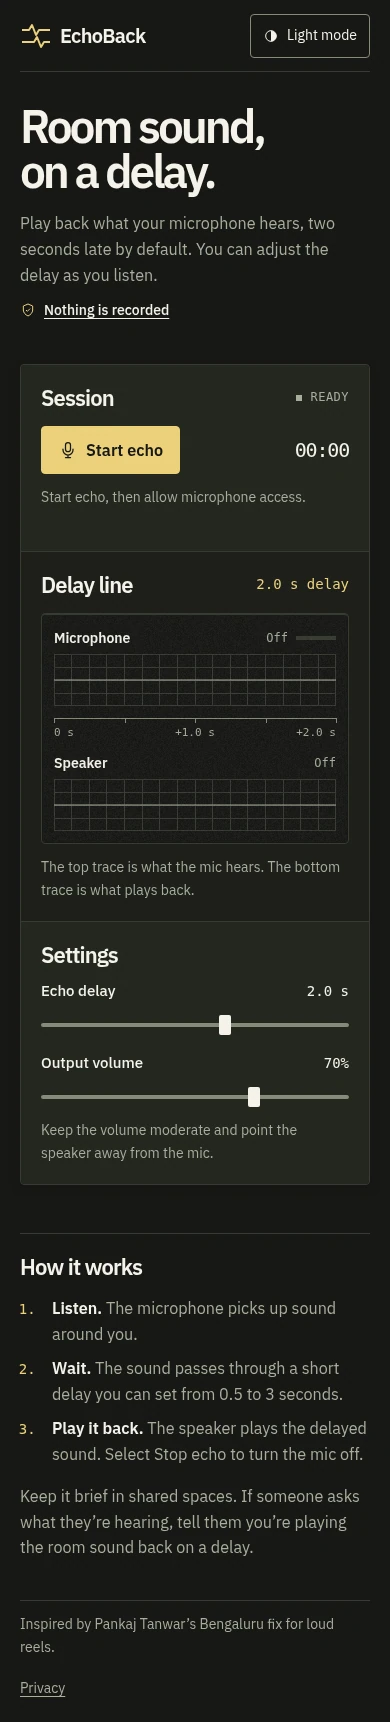 EchoBack
Light mode
Room sound,
on a delay.
Play back what your microphone hears, two
seconds late by default. You can adjust the
delay as you listen.
Nothing is recorded
Session
READY
Start echo
00:00
Start echo, then allow microphone access.
Delay line
2.0 s delay
Microphone
Off
0 s
+1.0 s
+2.0 s
Speaker
Off
The top trace is what the mic hears. The bottom
trace is what plays back.
Settings
Echo delay
2.0 s
Output volume
70%
Keep the volume moderate and point the
speaker away from the mic.
How it works
1. Listen. The microphone picks up sound
around you.
2. Wait. The sound passes through a short
delay you can set from 0.5 to 3 seconds.
3. Play it back. The speaker plays the delayed
sound. Select Stop echo to turn the mic off.
Keep it brief in shared spaces. If someone asks
what they’re hearing, tell them you’re playing
the room sound back on a delay.
Inspired by Pankaj Tanwar’s Bengaluru fix for loud
reels.
Privacy